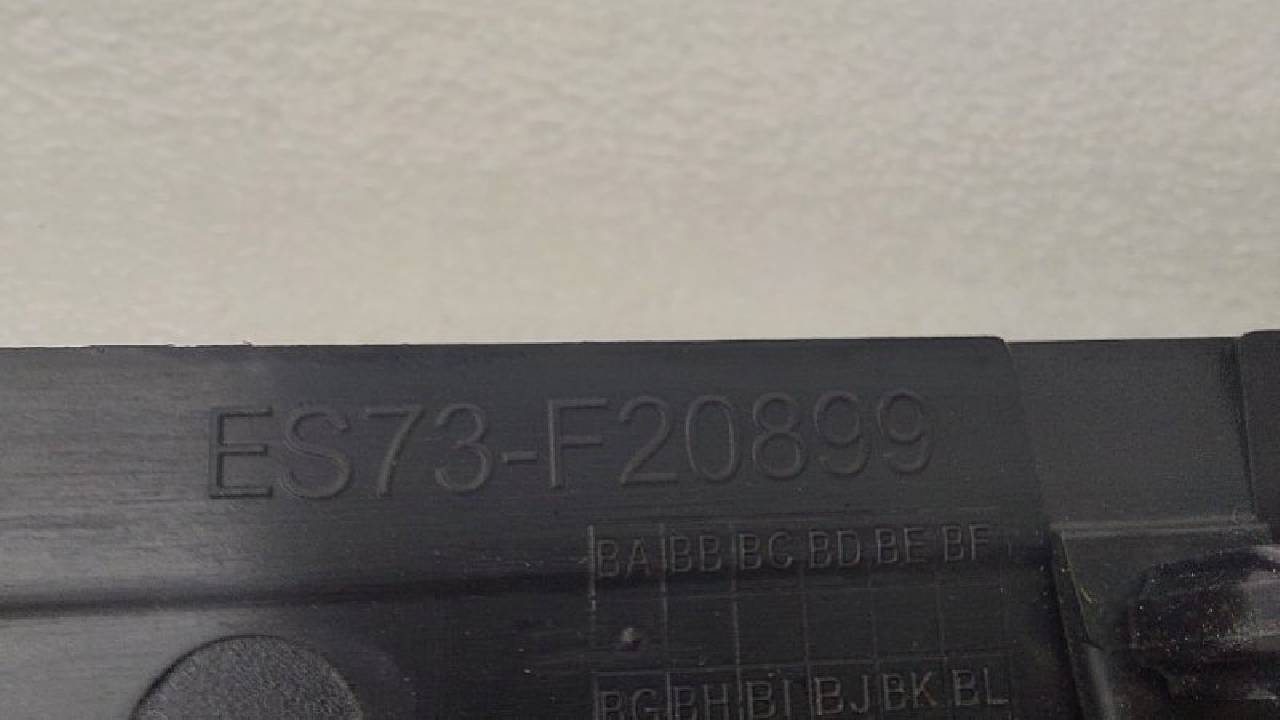 ES73-F20899
BA BB BC BD BE BF
BG BH BI BJ BK BL